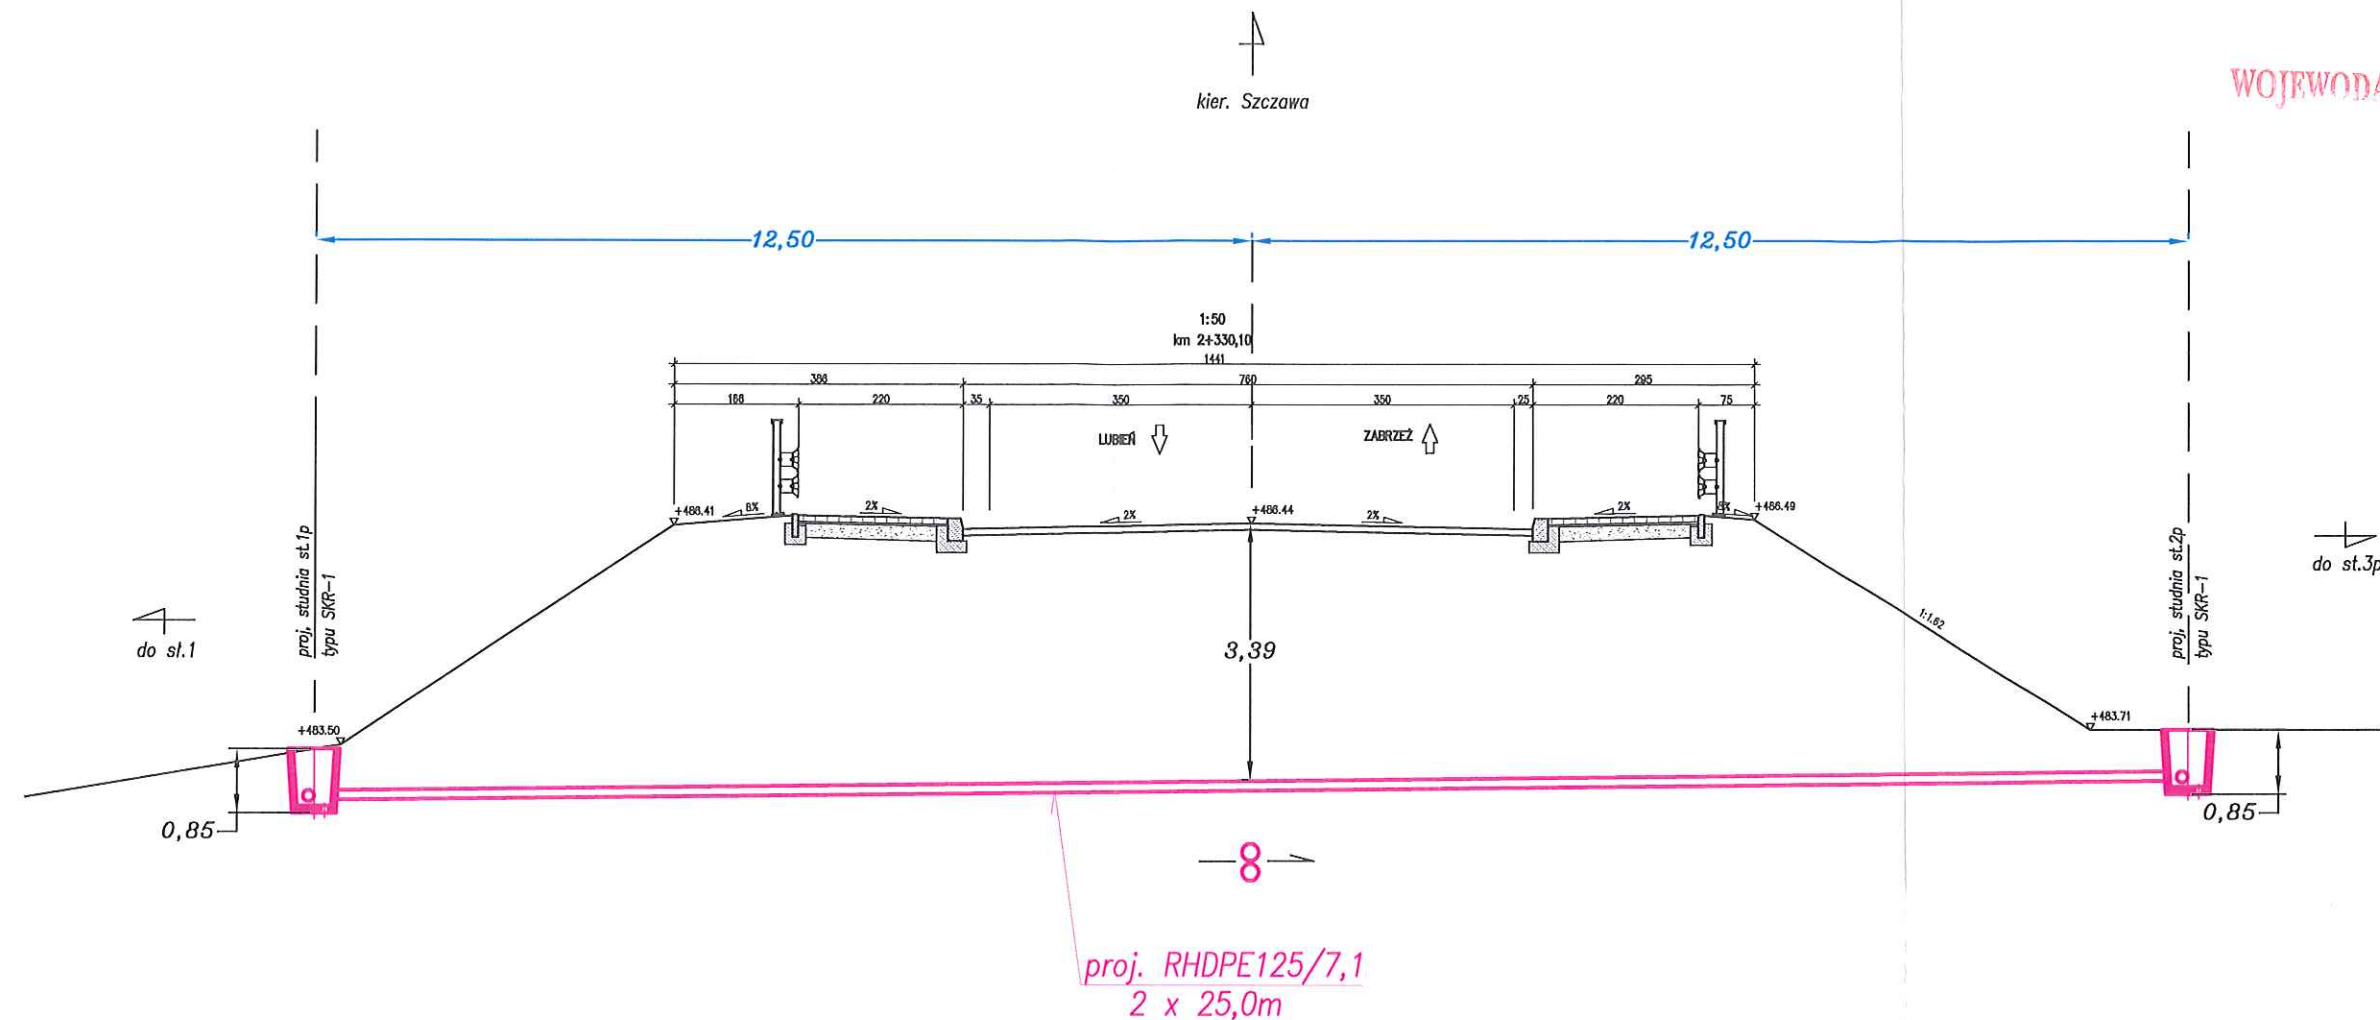 kier. Szczawa
WOJEWODA
12,50
12,50
1:50
km 2+330,10
1441
386
760
295
166
220
35
350
350
25
220
75
LUBIEŃ
ZABRZEŻ
+486.41
8%
2%
2%
+486.44
2%
2%
8%
+486.49
proj. studnia st.1p
typu SKR-1
proj. studnia st.2p
typu SKR-1
do st.1
do st.3p
1:1.62
3,39
+483.50
+483.71
0,85
0,85
8
proj. RHDPE125/7,1
2 x 25,0m